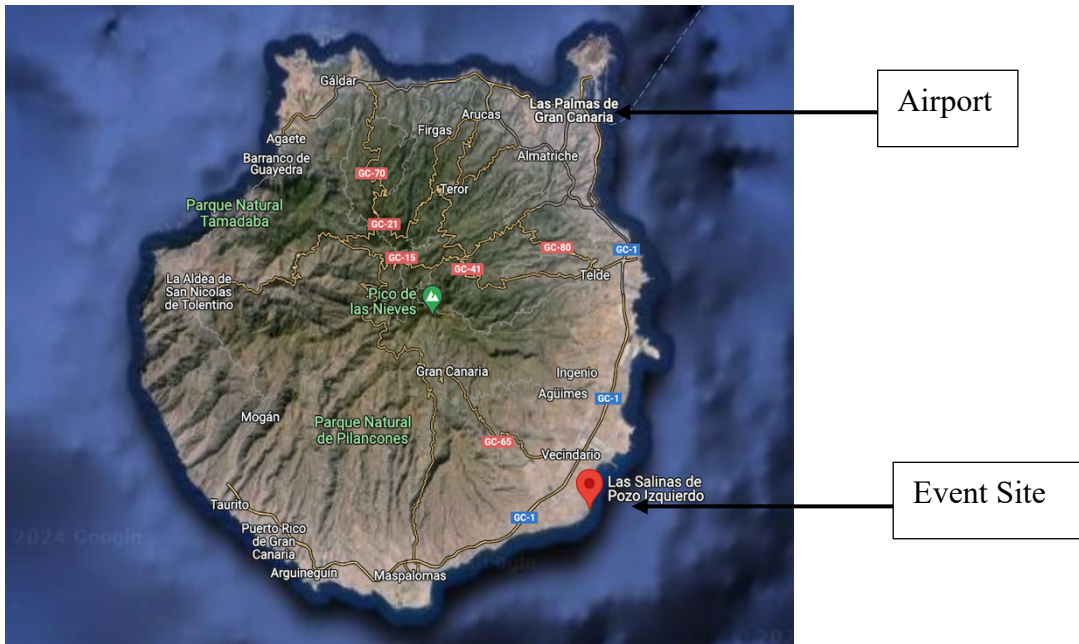 Gáldar
Las Palmas de
Gran Canaria
Airport
Arucas
Firgas
Agaete
Almatriche
Barranco de
Guayedra
GC-70
Teror
Parque Natural
Tamadaba
GC-21
GC-80
GC-1
GC-15
GC-41
Telde
La Aldea de
San Nicolas
de Tolentino
Pico de
las Nieves
Gran Canaria
Ingenio
Agüimes
GC-1
Mogán
Parque Natural
de Pilancones
GC-65
Vecindario
Las Salinas de
Pozo Izquierdo
Event Site
Taurito
GC-1
Puerto Rico
de Gran
Canaria
2024 Google
Arguineguín
Maspalomas